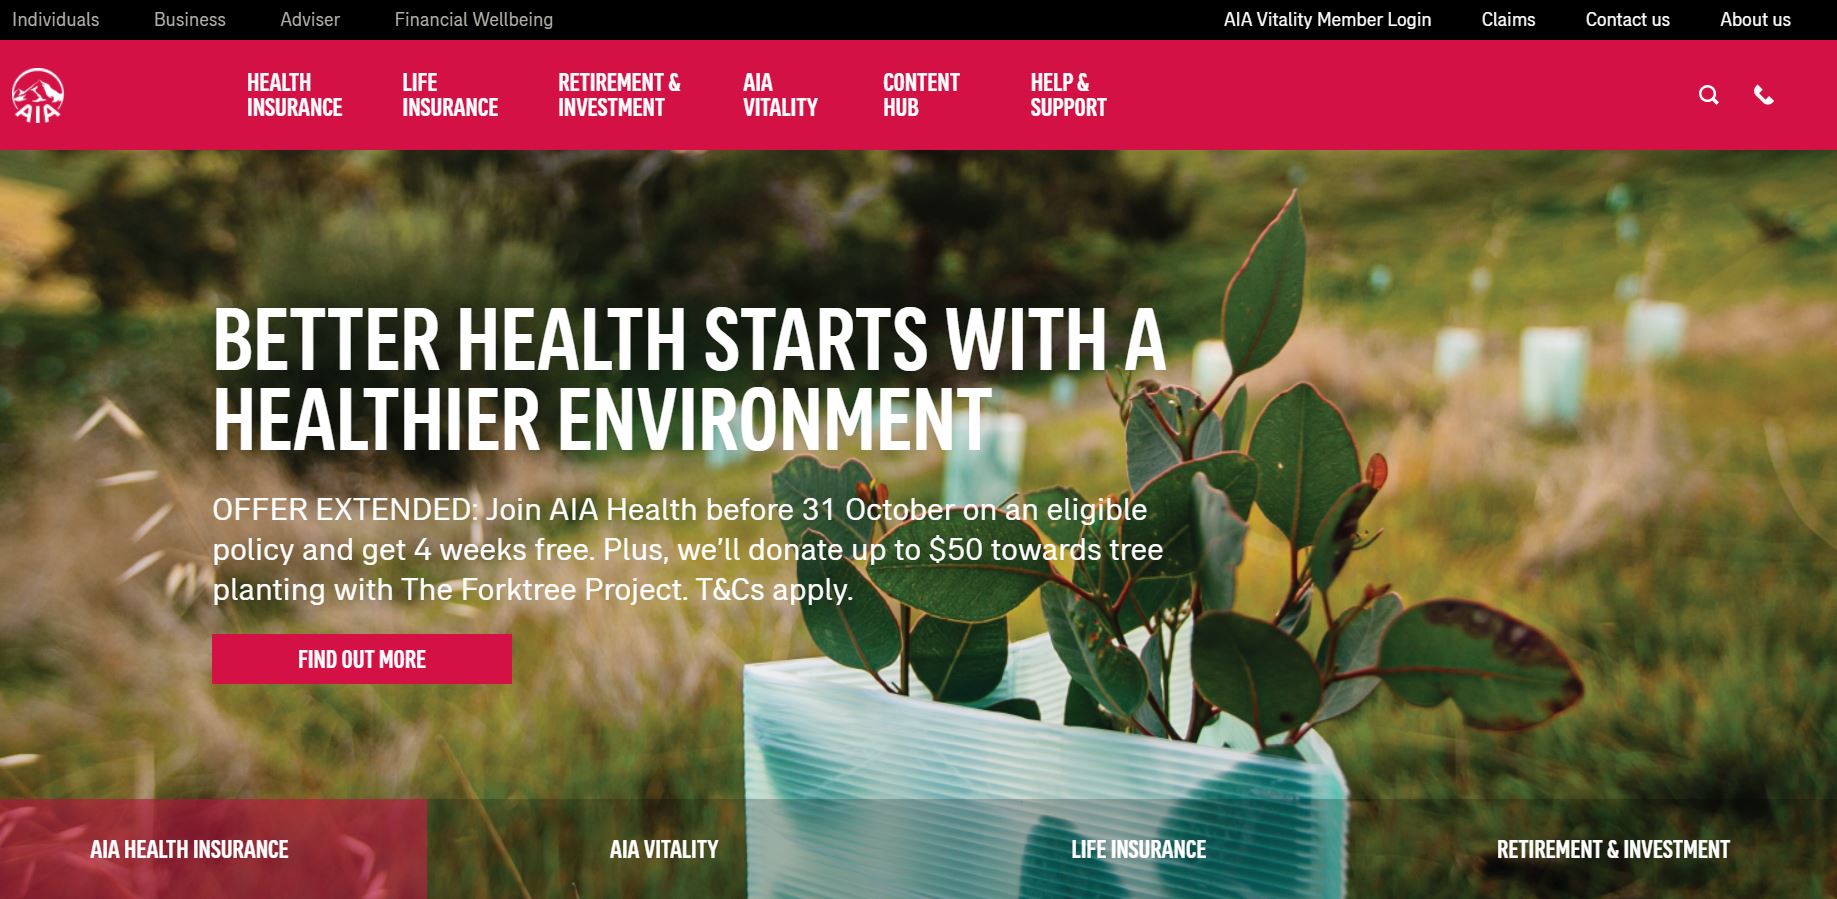 Individuals Business Adviser Financial Wellbeing AIA Vitality Member Login Claims Contact us About us
AIA
HEALTH INSURANCE
LIFE INSURANCE
RETIREMENT & INVESTMENT
AIA VITALITY
CONTENT HUB
HELP & SUPPORT
BETTER HEALTH STARTS WITH A
HEALTHIER ENVIRONMENT
OFFER EXTENDED: Join AIA Health before 31 October on an eligible
policy and get 4 weeks free. Plus, we’ll donate up to $50 towards tree
planting with The Forktree Project. T&Cs apply.
FIND OUT MORE
AIA HEALTH INSURANCE AIA VITALITY LIFE INSURANCE RETIREMENT & INVESTMENT